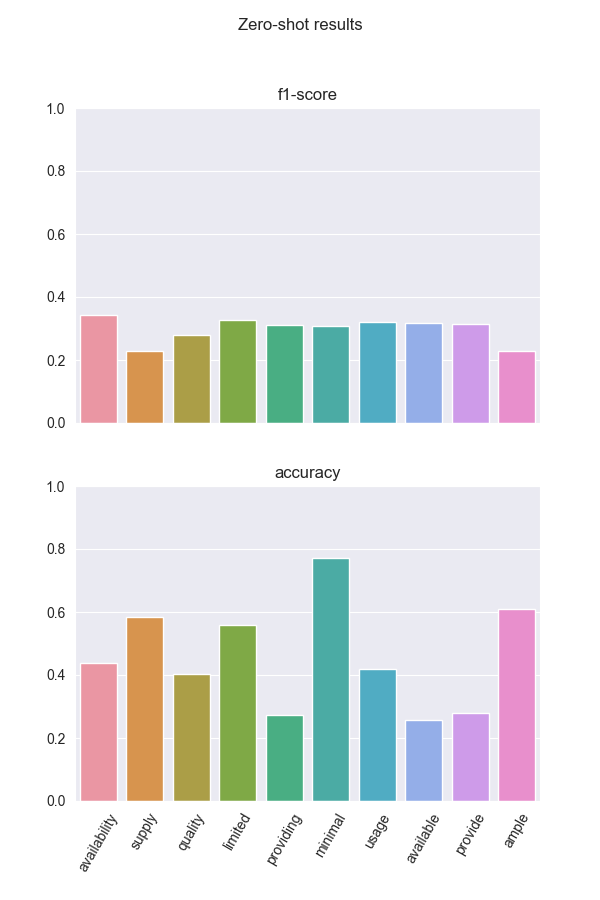 Zero-shot results
f1-score
1.0
0.8
0.6
0.4
0.2
0.0
accuracy
1.0
0.8
0.6
0.4
0.2
0.0
availability
supply
quality
limited
providing
minimal
usage
available
provide
ample